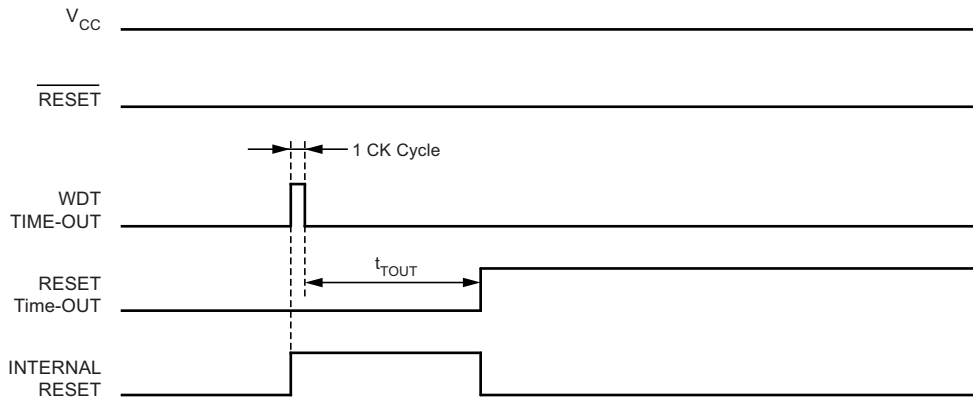 VCC
RESET
1 CK Cycle
WDT
TIME-OUT
tTOUT
RESET
Time-OUT
INTERNAL
RESET